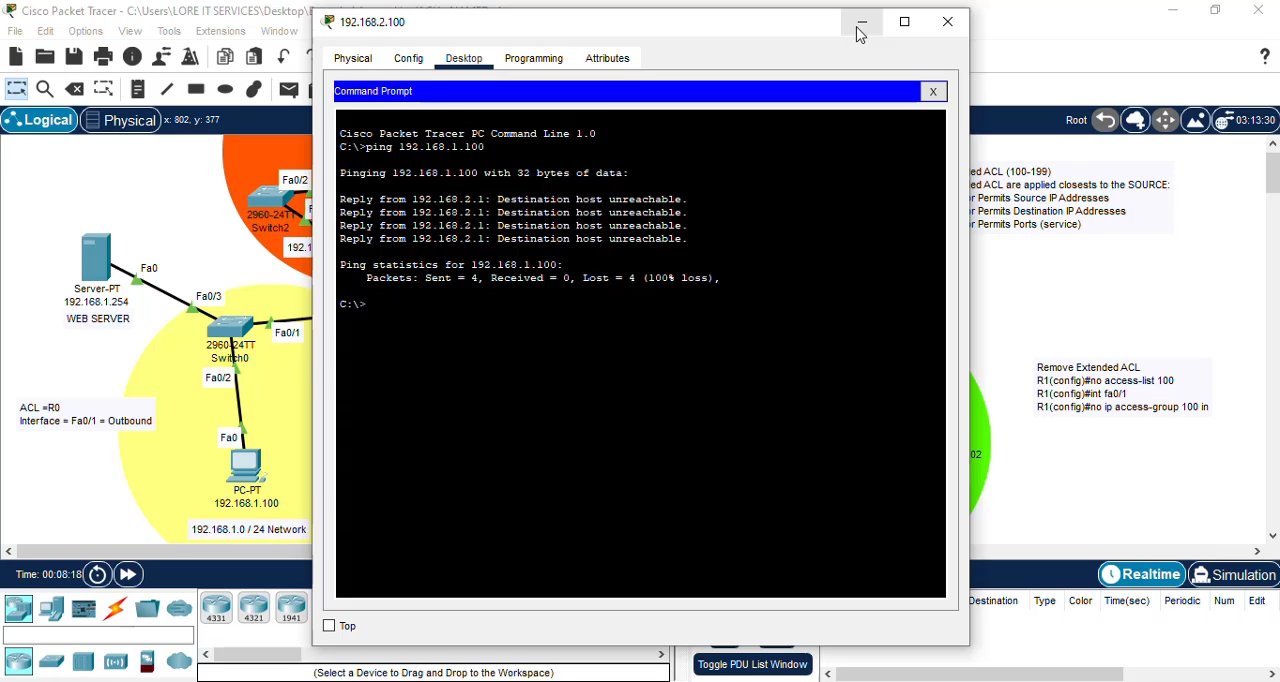 Cisco Packet Tracer - C:\Users\LORE IT SERVICES\Desktop\
File Edit Options View Tools Extensions Window
?
Logical Physical x: 802, y: 377
Root 03:13:30
192.168.2.100
Physical Config Desktop Programming Attributes
Command Prompt X
Cisco Packet Tracer PC Command Line 1.0
C:\>ping 192.168.1.100
Pinging 192.168.1.100 with 32 bytes of data:
Reply from 192.168.2.1: Destination host unreachable.
Reply from 192.168.2.1: Destination host unreachable.
Reply from 192.168.2.1: Destination host unreachable.
Reply from 192.168.2.1: Destination host unreachable.
Ping statistics for 192.168.1.100:
Packets: Sent = 4, Received = 0, Lost = 4 (100% loss),
C:\>
Top
Fa0/2
2960-24TT
Switch2
192.1
Server-PT
192.168.1.254
WEB SERVER
Fa0
Fa0/3
2960-24TT
Switch0
Fa0/1
Fa0/2
ACL =R0
Interface = Fa0/1 = Outbound
Fa0
PC-PT
192.168.1.100
192.168.1.0 / 24 Network
ed ACL (100-199)
ed ACL are applied closests to the SOURCE:
or Permits Source IP Addresses
r Permits Destination IP Addresses
r Permits Ports (service)
Remove Extended ACL
R1(config)#no access-list 100
R1(config)#int fa0/1
R1(config)#no ip access-group 100 in
02
Time: 00:08:18
Realtime Simulation
4331 4321 1941
(Select a Device to Drag and Drop to the Workspace)
Toggle PDU List Window
Destination Type Color Time(sec) Periodic Num Edit